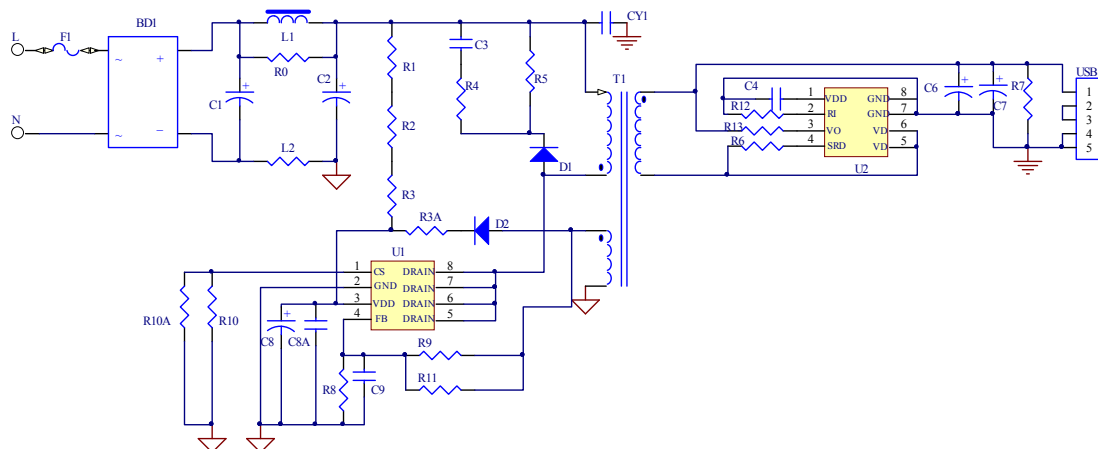 CY1
L F1 BD1 L1 C3 T1 USB
R0 C2 R1 R4 R5 C4 C6 C7 R7
C1 R2 R12 R13 R6
1 VDD GND 8
2 RI GND 7
3 VO VD 6
4 SRD VD 5
U2
1
2
3
4
5
N L2 D1
R3 R3A D2
U1
1 CS DRAIN 8
2 GND DRAIN 7
3 VDD DRAIN 6
4 FB DRAIN 5
R10A R10 C8 C8A
R9
R8 C9 R11
~ + ~ −
+ + + + +